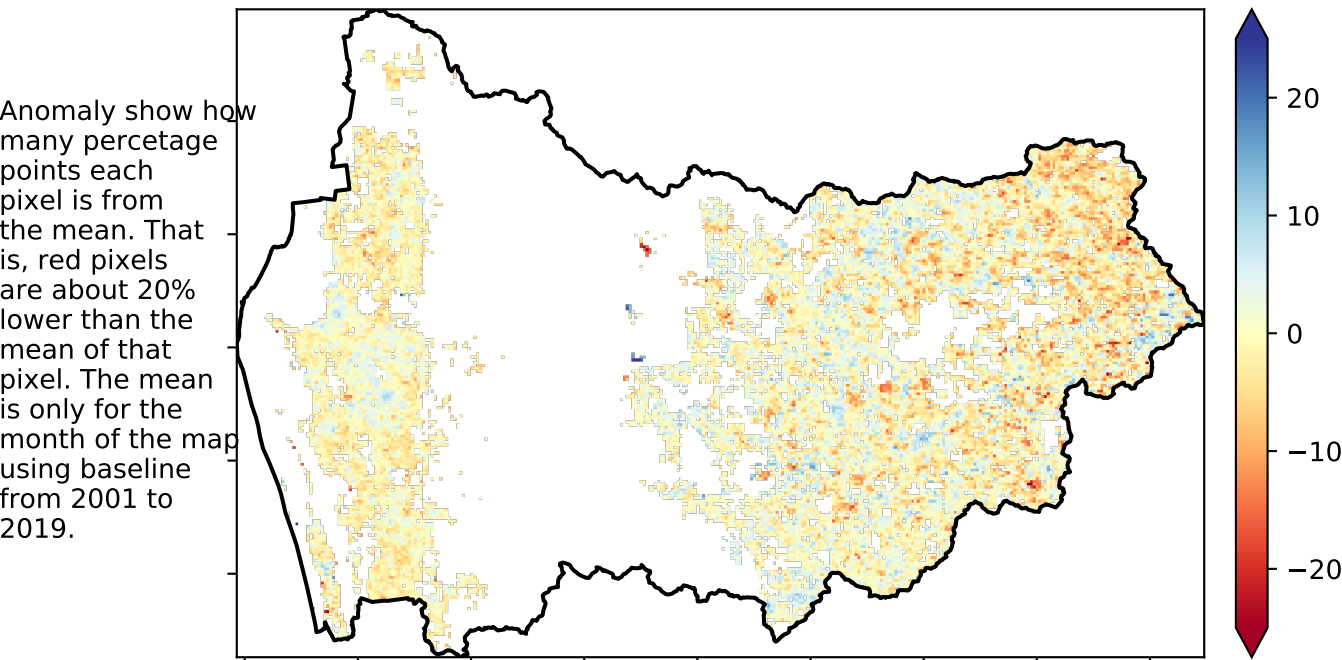 Anomaly show how
many percetage
points each
pixel is from
the mean. That
is, red pixels
are about 20%
lower than the
mean of that
pixel. The mean
is only for the
month of the map
using baseline
from 2001 to
2019.
20
10
0
−10
−20